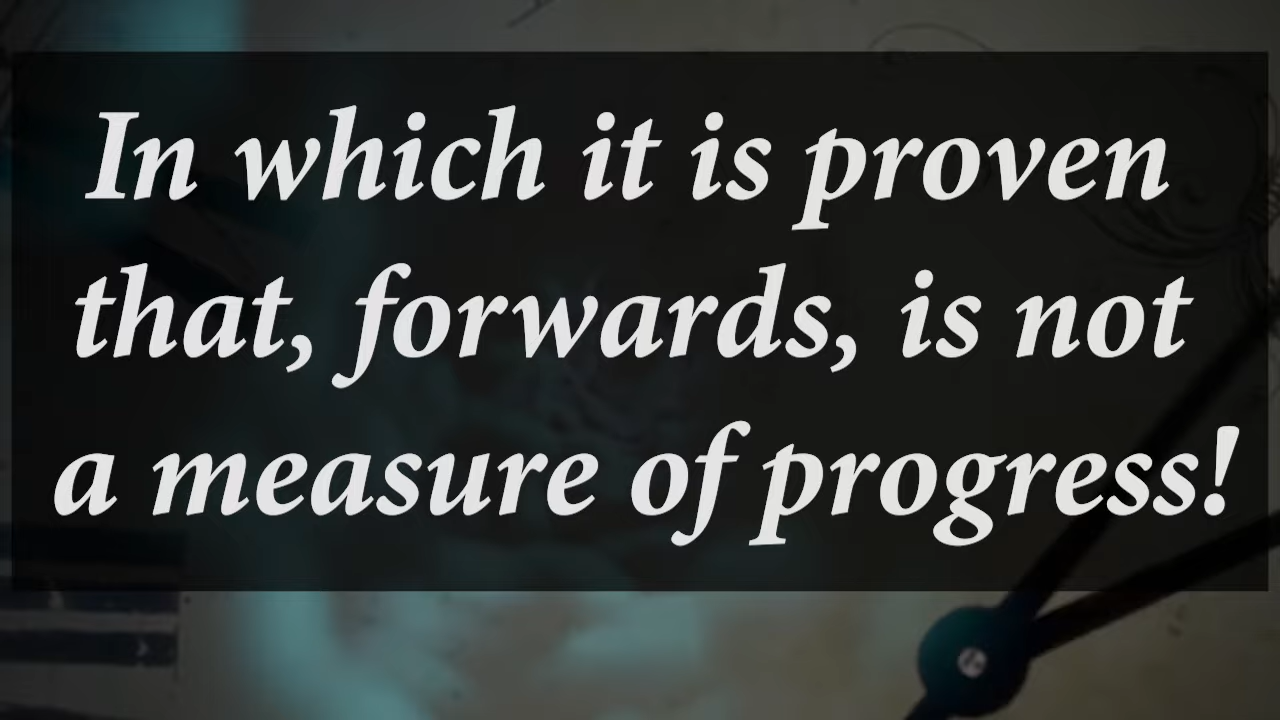 In which it is proven
that, forwards, is not
a measure of progress!